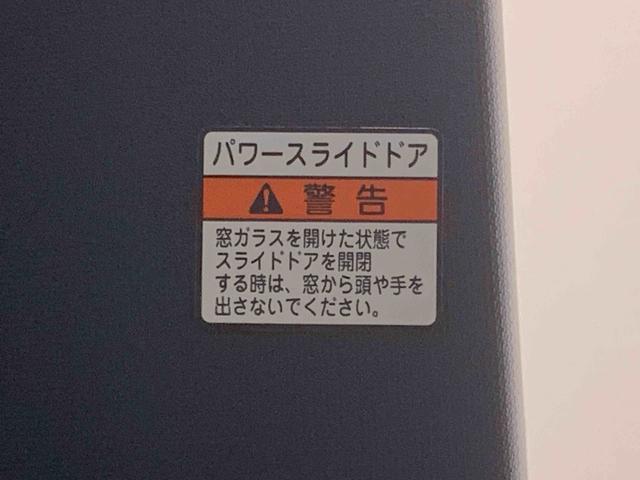 パワースライドドア
警告
窓ガラスを開けた状態で
スライドドアを開閉
する時は、窓から頭や手を
出さないでください。